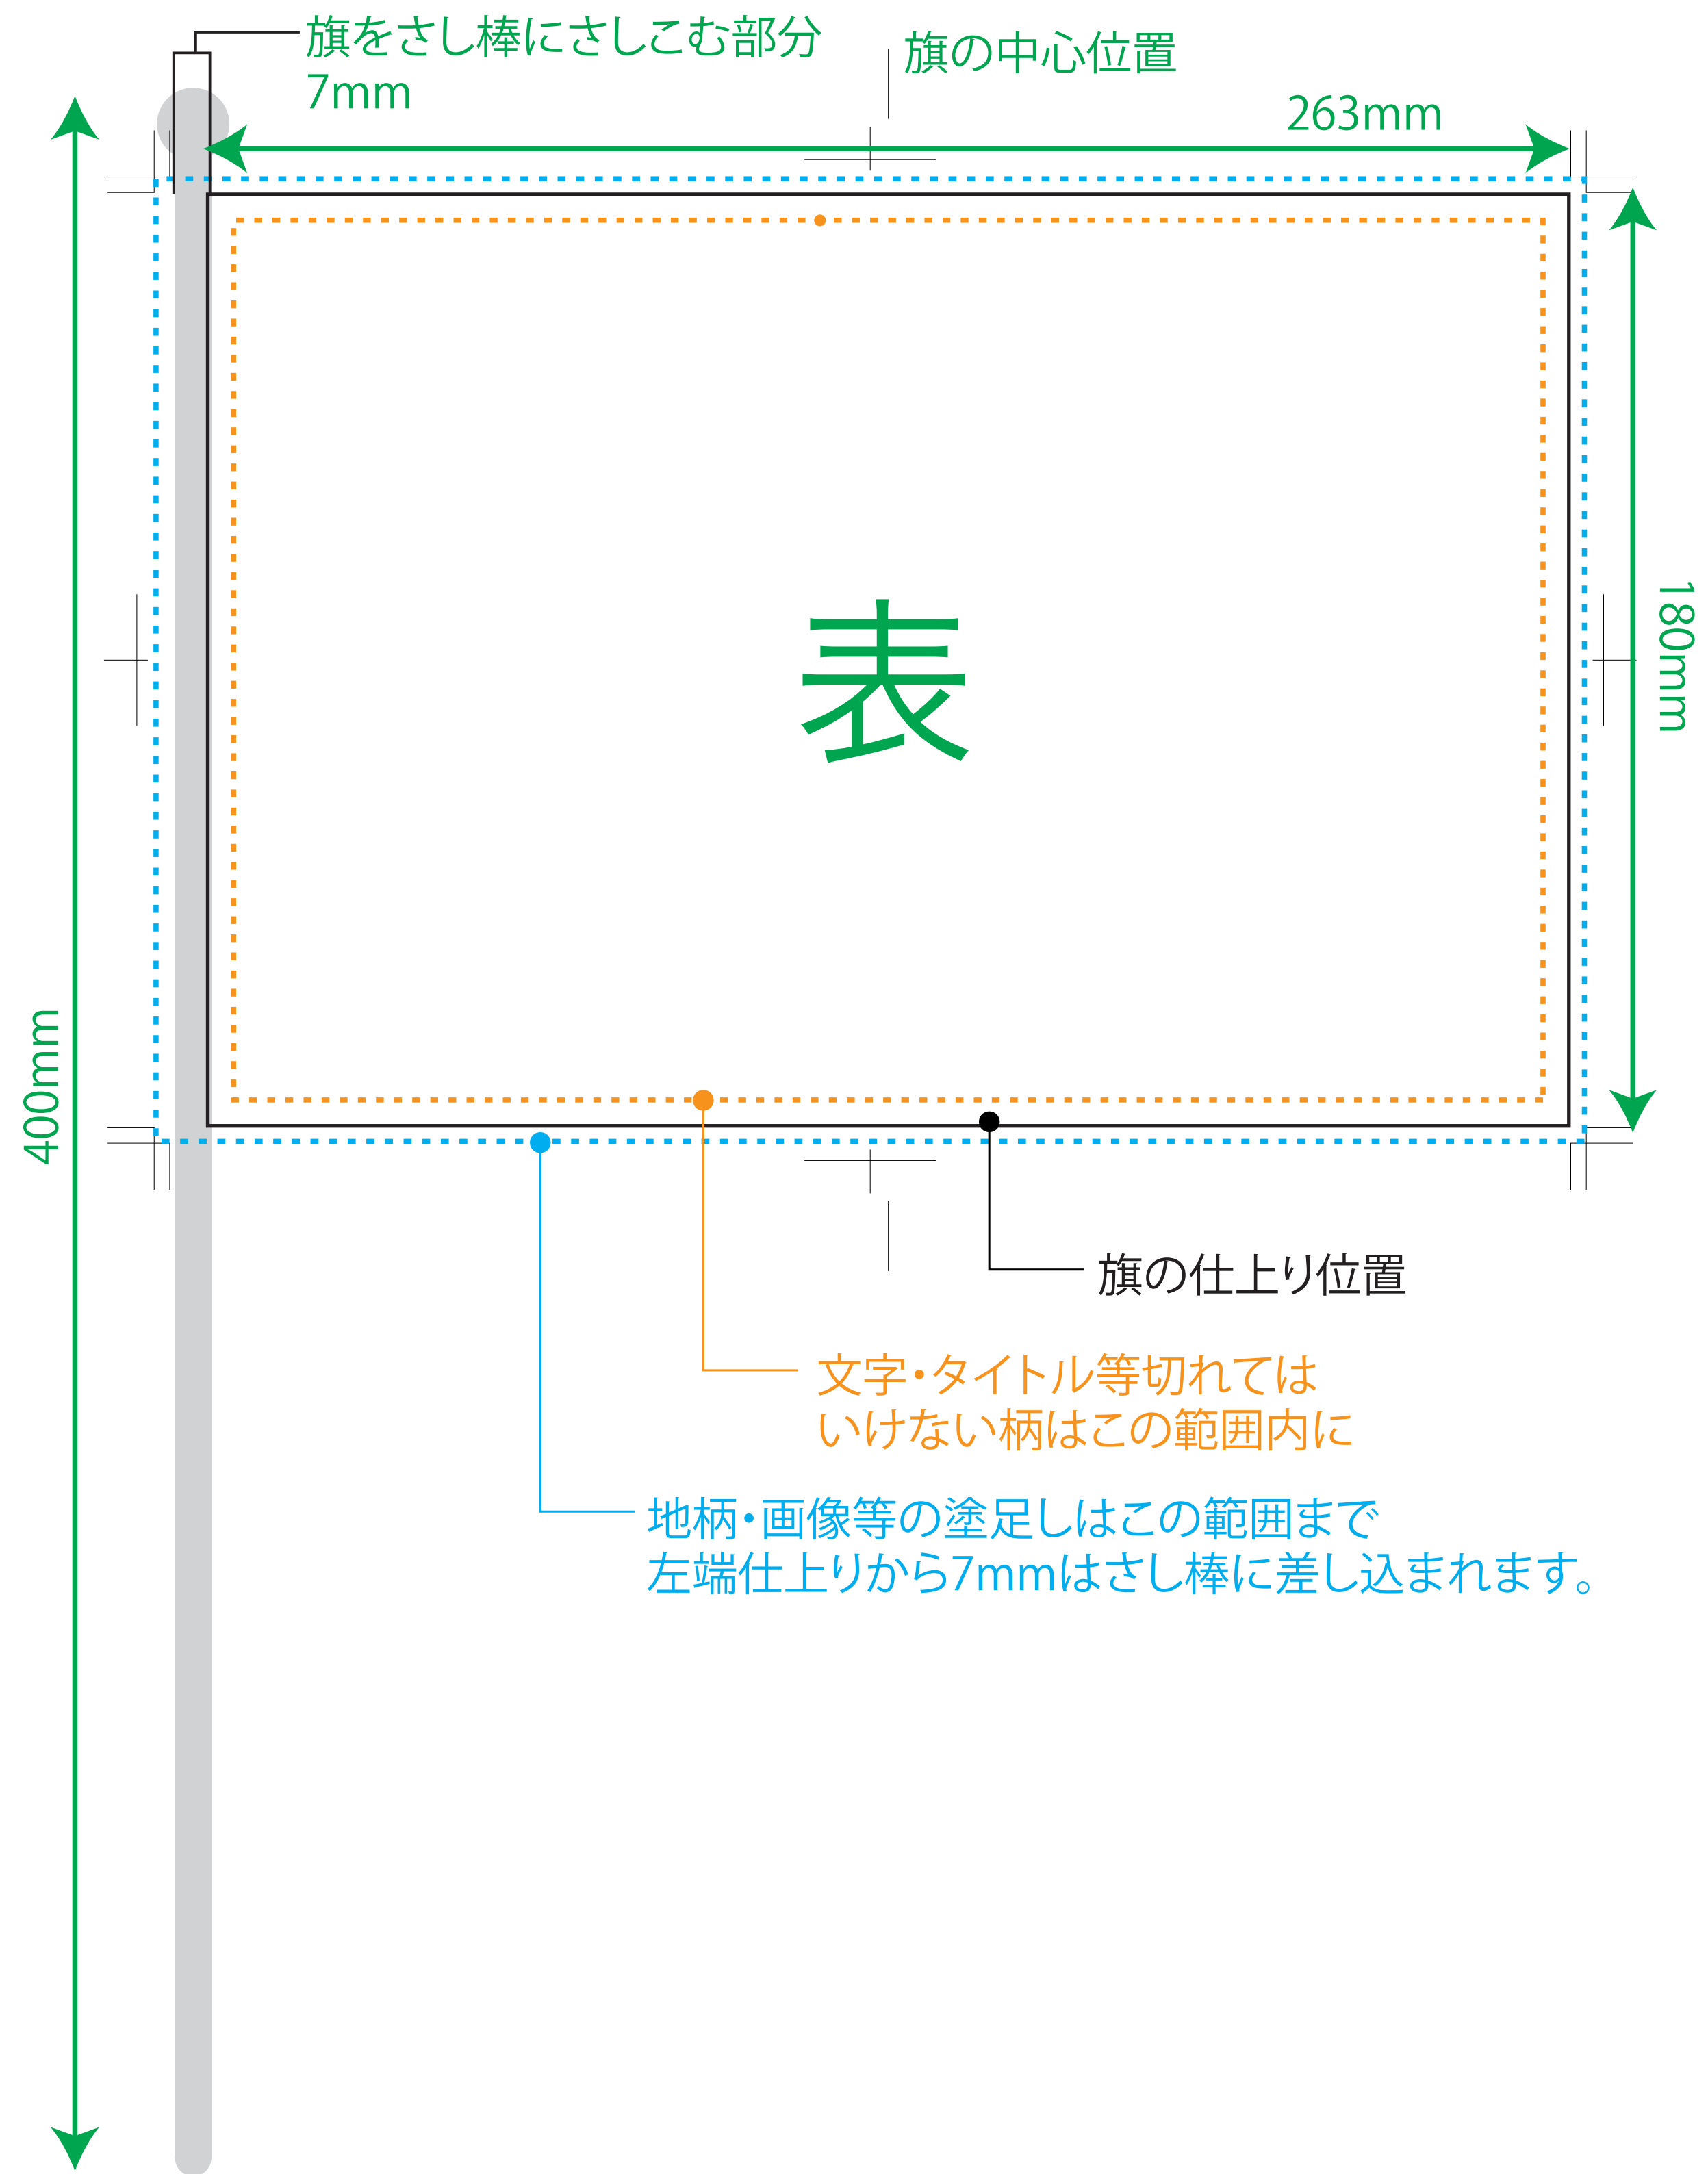 旗をさし棒にさしこむ部分
7mm
旗の中心位置
263mm
180mm
表
400mm
旗の仕上り位置
文字・タイトル等切れては
いけない柄はこの範囲内に
地柄・画像等の塗足しはこの範囲まで
左端仕上りから7mmはさし棒に差し込まれます。